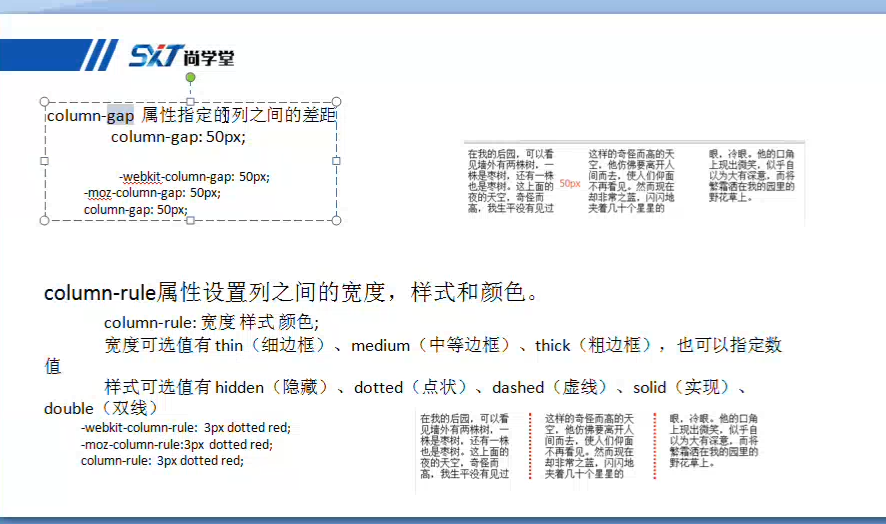 SXT尚学堂
column-gap 属性指定的列之间的差距
column-gap: 50px;
-webkit-column-gap: 50px;
-moz-column-gap: 50px;
column-gap: 50px;
在我的后园，可以看
见墙外有两株树，一
株是枣树，还有一株
也是枣树。这上面的
夜的天空，奇怪而
高，我生平没有见过
50px
这样的奇怪而高的天
空。他仿佛要离开人
间而去，使人们仰面
不再看见。然而现在
却非常之蓝，闪闪地
夹着几十个星星的
眼，冷眼。他的口角
上现出微笑，似乎自
以为大有深意，而将
繁霜洒在我的园里的
野花草上。
column-rule属性设置列之间的宽度，样式和颜色。
column-rule: 宽度 样式 颜色;
宽度可选值有thin（细边框）、medium（中等边框）、thick（粗边框），也可以指定数
值
样式可选值有hidden（隐藏）、dotted（点状）、dashed（虚线）、solid（实现）、
double（双线）
-webkit-column-rule: 3px dotted red;
-moz-column-rule:3px dotted red;
column-rule: 3px dotted red;
在我的后园，可以看
见墙外有两株树，一
株是枣树，还有一株
也是枣树。这上面的
夜的天空，奇怪而
高，我生平没有见过
这样的奇怪而高的天
空，他仿佛要离开人
间而去，使人们仰面
不再看见。然而现在
却非常之蓝，闪闪地
夹着几十个星星的
眼，冷眼。他的口角
上现出微笑，似乎自
以为大有深意，而将
繁霜洒在我的园里的
野花草上。